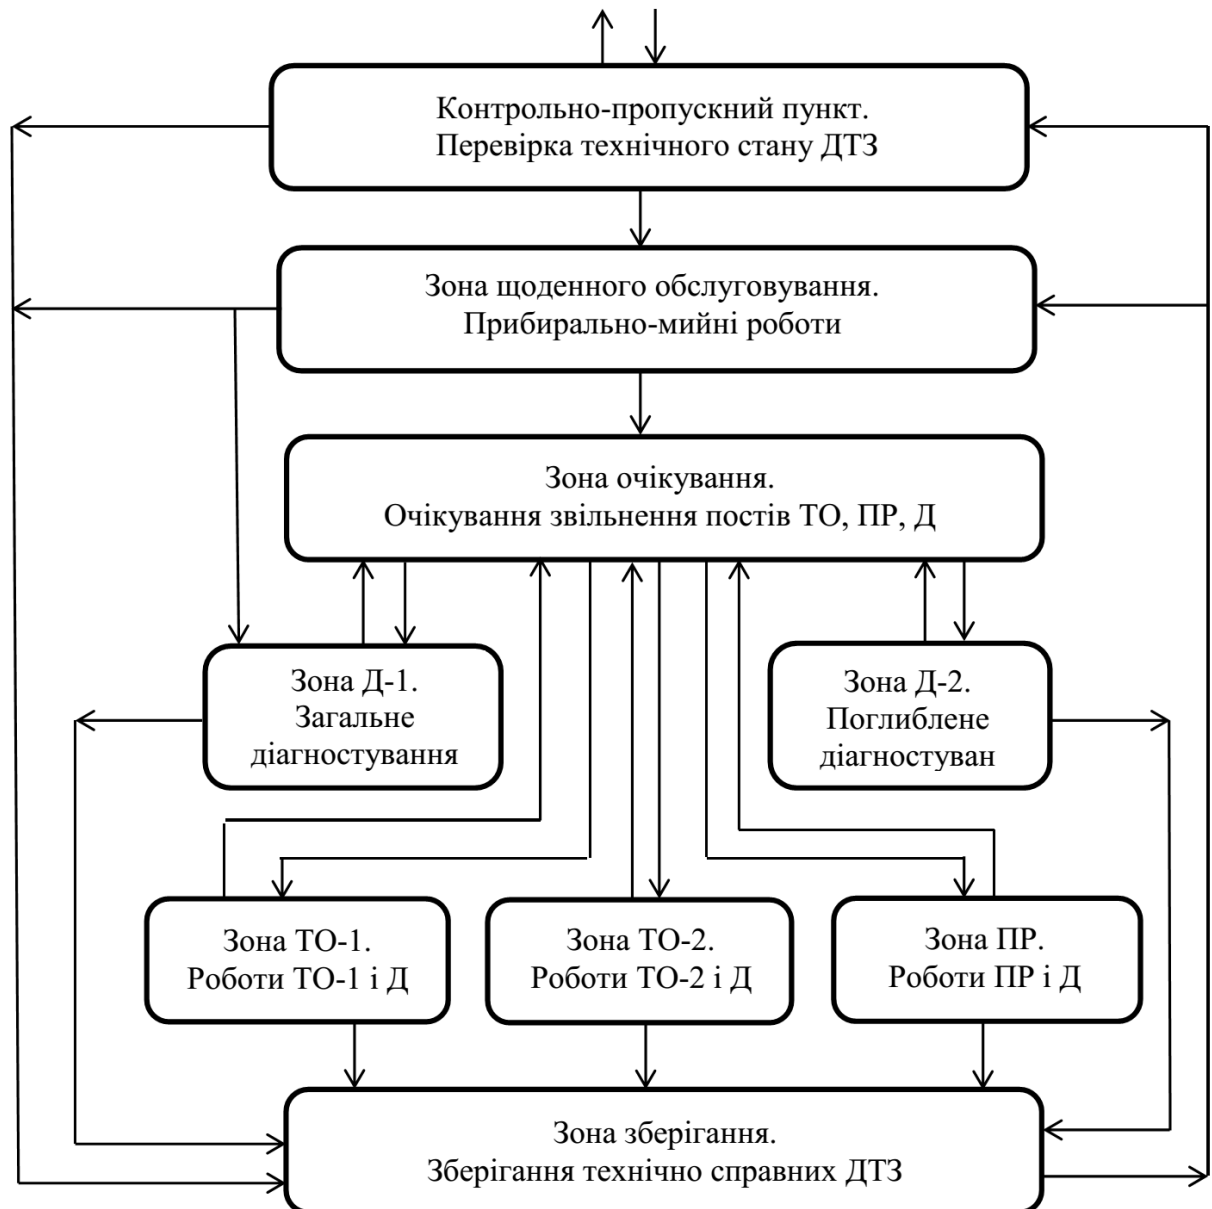 Контрольно-пропускний пункт.
Перевірка технічного стану ДТЗ
Зона щоденного обслуговування.
Прибирально-мийні роботи
Зона очікування.
Очікування звільнення постів ТО, ПР, Д
Зона Д-1.
Загальне
діагностування
Зона Д-2.
Поглиблене
діагностуван
Зона ТО-1.
Роботи ТО-1 і Д
Зона ТО-2.
Роботи ТО-2 і Д
Зона ПР.
Роботи ПР і Д
Зона зберігання.
Зберігання технічно справних ДТЗ